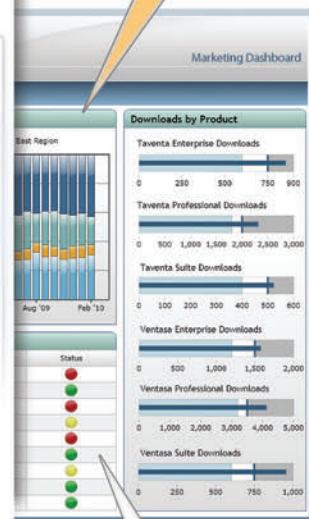 Marketing Dashboard
East Region
Aug '09 Feb '10
Status
Downloads by Product
Taventa Enterprise Downloads
0 250 500 750 900
Taventa Professional Downloads
0 500 1,000 1,500 2,000 2,500 3,000
Taventa Suite Downloads
0 100 200 300 400 500 600
Ventasa Enterprise Downloads
0 500 1,000 1,500 2,000
Ventasa Professional Downloads
0 1,000 2,000 3,000 4,000 5,000
Ventasa Suite Downloads
0 250 500 750 1,000